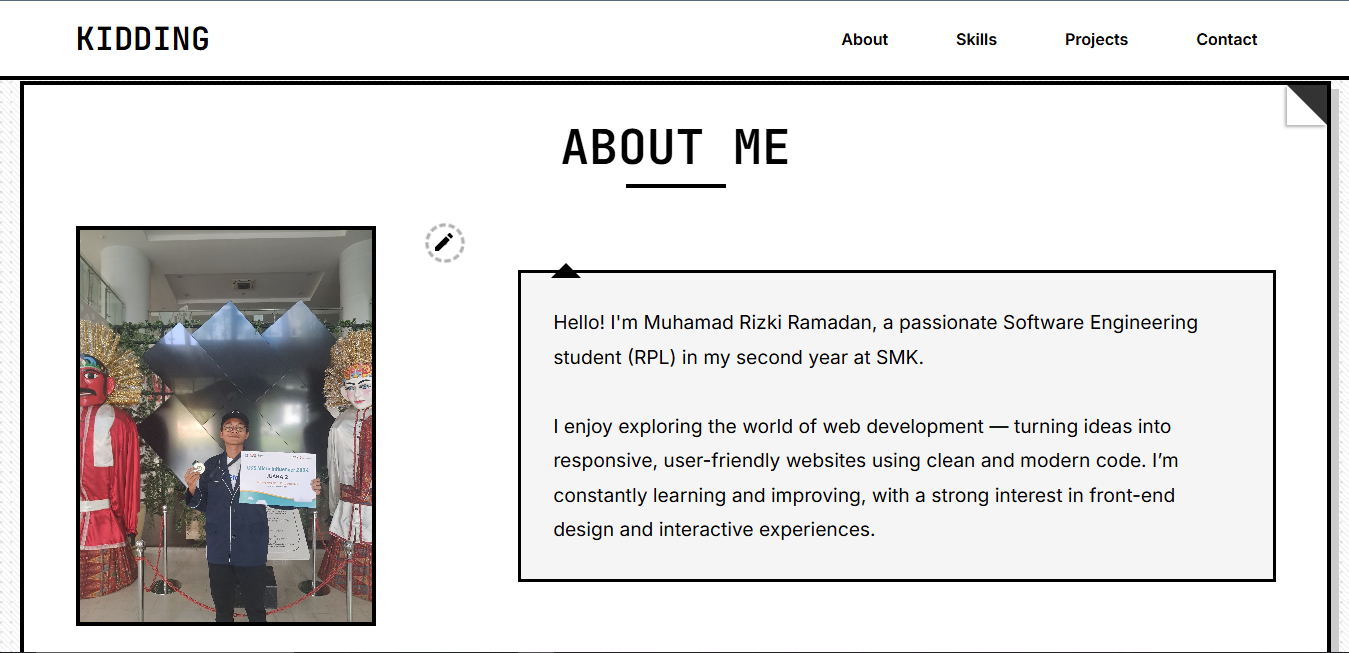 KIDDING
About
Skills
Projects
Contact
ABOUT ME
Hello! I'm Muhamad Rizki Ramadan, a passionate Software Engineering
student (RPL) in my second year at SMK.
I enjoy exploring the world of web development — turning ideas into
responsive, user-friendly websites using clean and modern code. I’m
constantly learning and improving, with a strong interest in front-end
design and interactive experiences.
JUARA 2